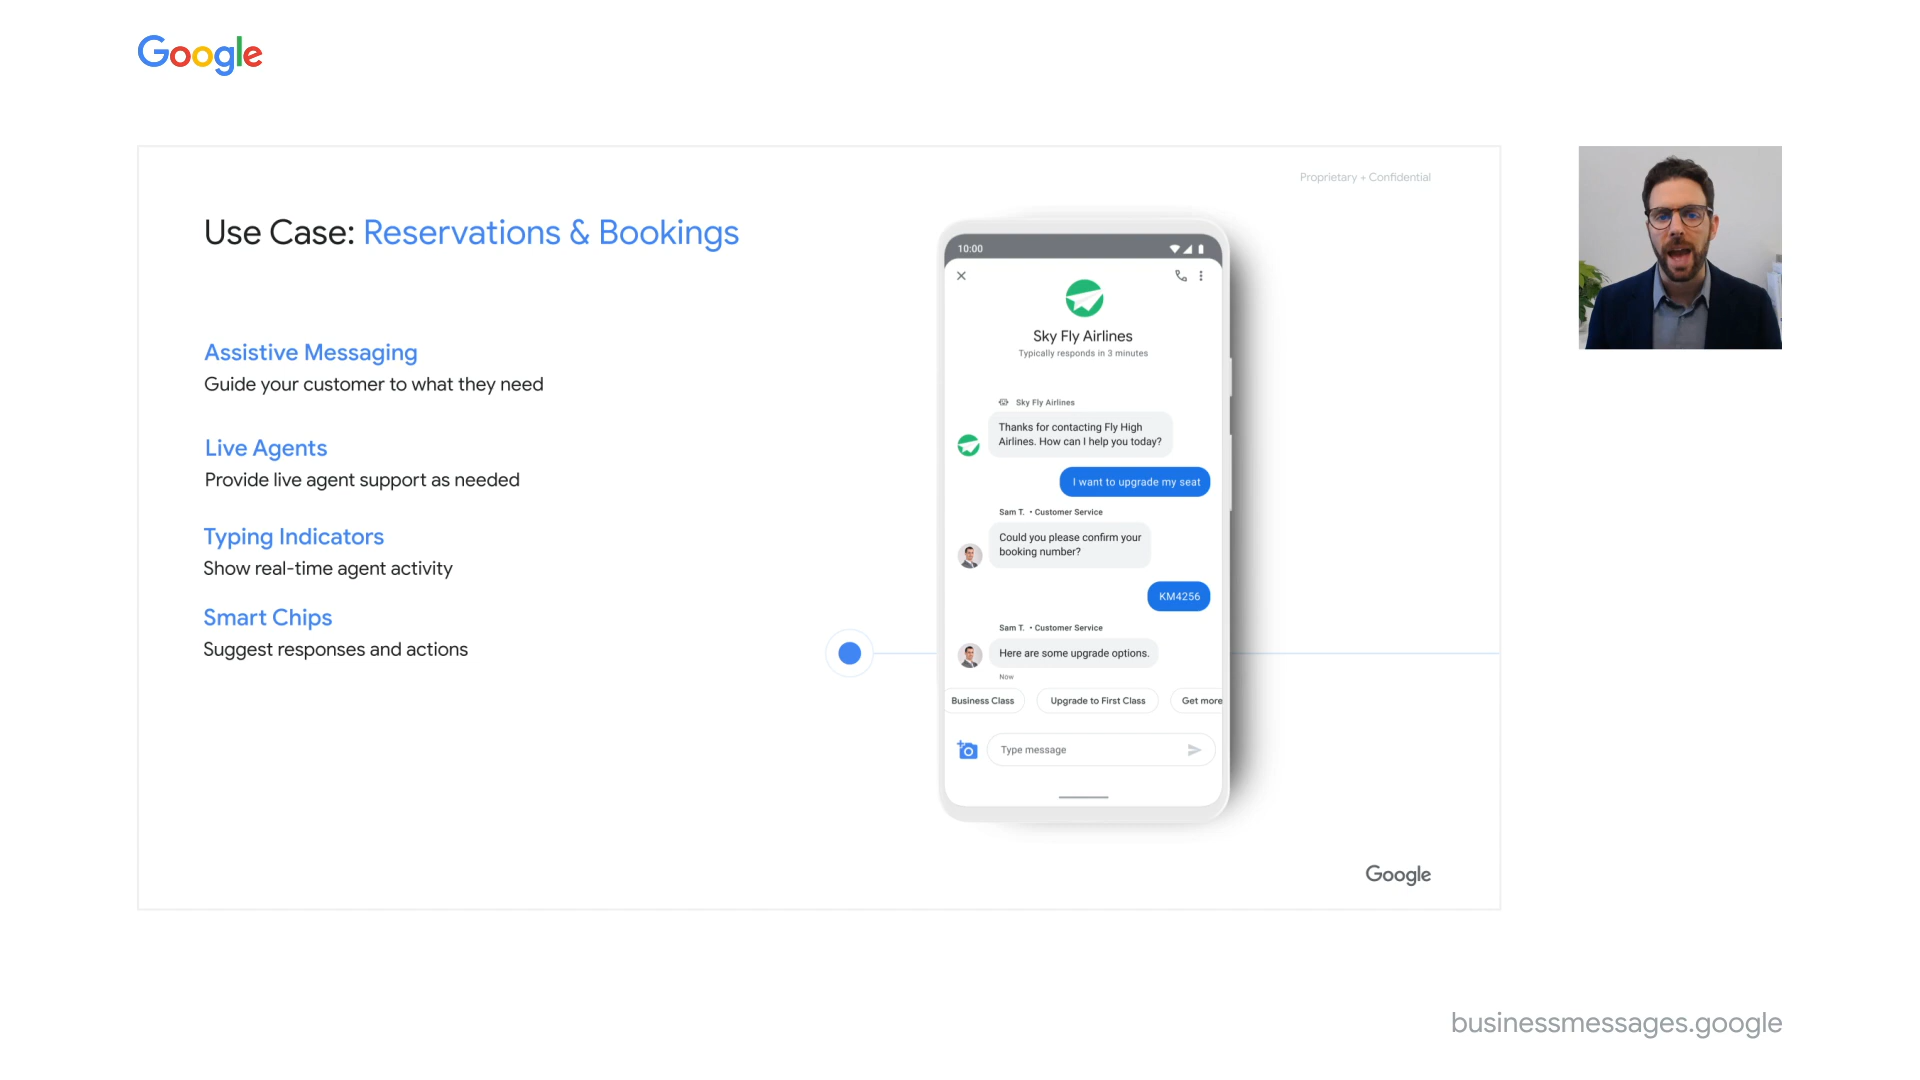 Google
Proprietary + Confidential
Use Case: Reservations & Bookings
Assistive Messaging
Guide your customer to what they need
Live Agents
Provide live agent support as needed
Typing Indicators
Show real-time agent activity
Smart Chips
Suggest responses and actions
10:00
Sky Fly Airlines
Typically responds in 3 minutes
Sky Fly Airlines
Thanks for contacting Fly High
Airlines. How can I help you today?
I want to upgrade my seat
Sam T. • Customer Service
Could you please confirm your
booking number?
KM4256
Sam T. • Customer Service
Here are some upgrade options.
Now
Business Class
Upgrade to First Class
Get more
Type message
Google
businessmessages.google